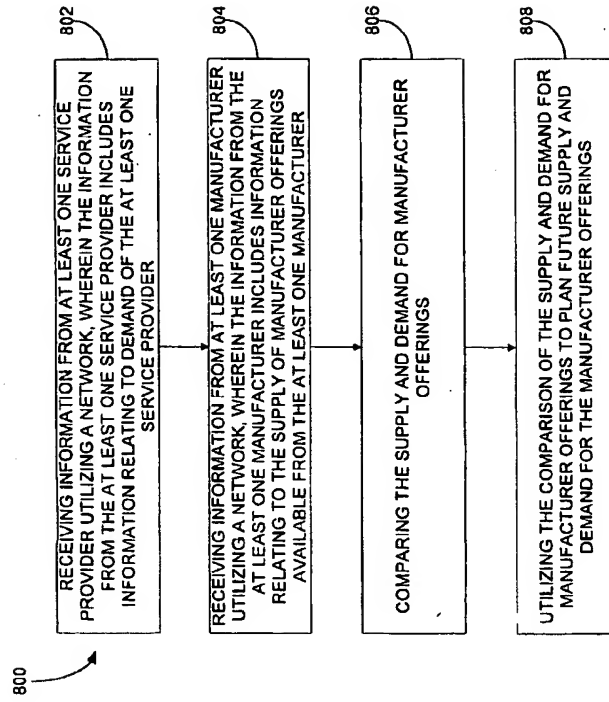 800
802
RECEIVING INFORMATION FROM AT LEAST ONE SERVICE
PROVIDER UTILIZING A NETWORK, WHEREIN THE INFORMATION
FROM THE AT LEAST ONE SERVICE PROVIDER INCLUDES
INFORMATION RELATING TO DEMAND OF THE AT LEAST ONE
SERVICE PROVIDER
804
RECEIVING INFORMATION FROM AT LEAST ONE MANUFACTURER
UTILIZING A NETWORK, WHEREIN THE INFORMATION FROM THE
AT LEAST ONE MANUFACTURER INCLUDES INFORMATION
RELATING TO THE SUPPLY OF MANUFACTURER OFFERINGS
AVAILABLE FROM THE AT LEAST ONE MANUFACTURER
806
COMPARING THE SUPPLY AND DEMAND FOR MANUFACTURER
OFFERINGS
808
UTILIZING THE COMPARISON OF THE SUPPLY AND DEMAND FOR
MANUFACTURER OFFERINGS TO PLAN FUTURE SUPPLY AND
DEMAND FOR THE MANUFACTURER OFFERINGS